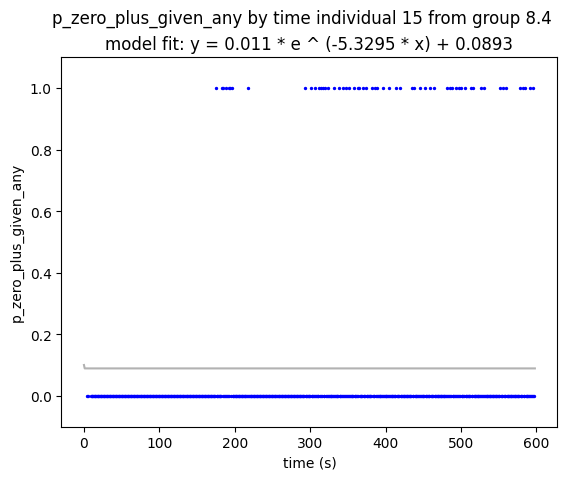 p_zero_plus_given_any by time individual 15 from group 8.4
model fit: y = 0.011 * e ^ (-5.3295 * x) + 0.0893
p_zero_plus_given_any
1.0
0.8
0.6
0.4
0.2
0.0
0 100 200 300 400 500 600
time (s)